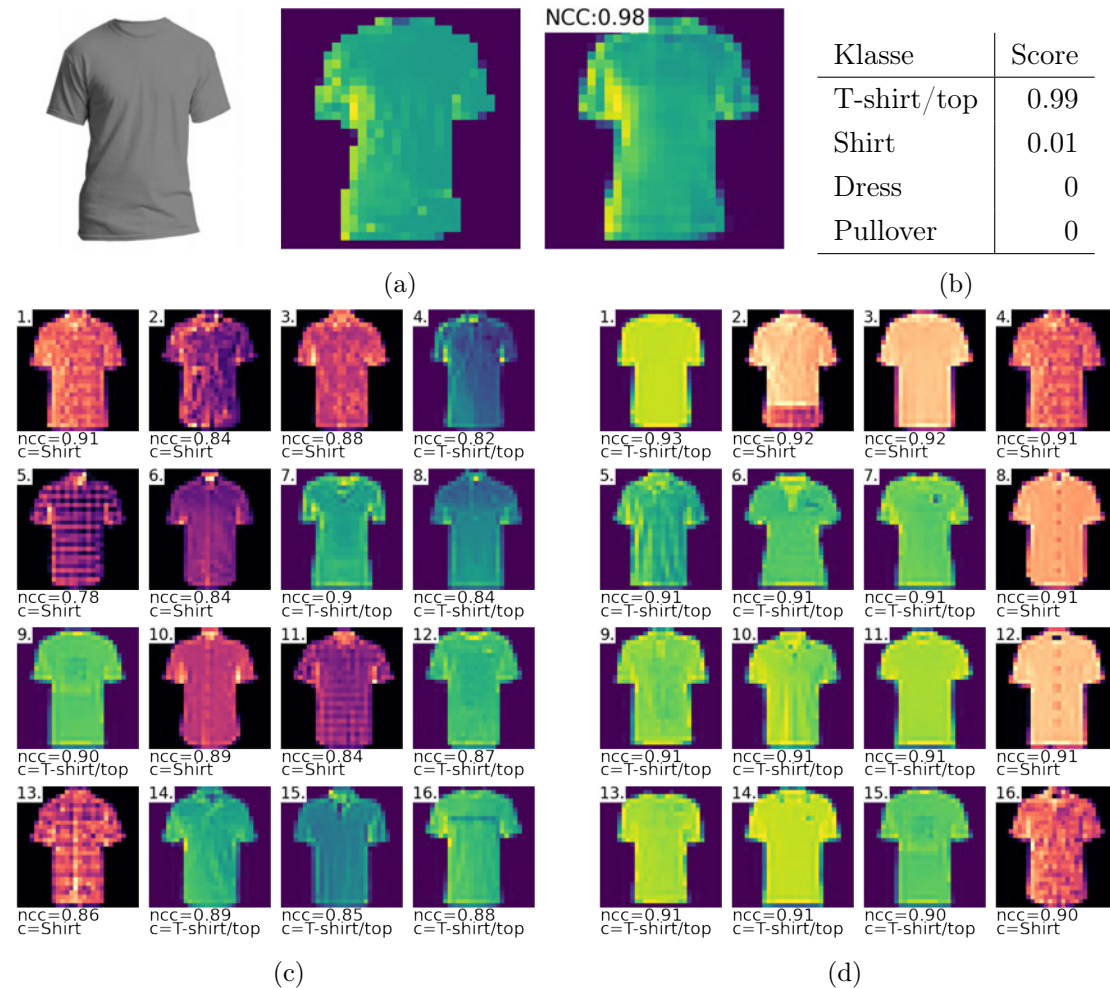 NCC:0.98
Klasse Score
T-shirt/top 0.99
Shirt 0.01
Dress 0
Pullover 0
(a)
(b)
1. 2. 3. 4.
ncc=0.91 ncc=0.84 ncc=0.88 ncc=0.82
c=Shirt c=Shirt c=Shirt c=T-shirt/top
5. 6. 7. 8.
ncc=0.78 ncc=0.84 ncc=0.9 ncc=0.84
c=Shirt c=Shirt c=T-shirt/top c=T-shirt/top
9. 10. 11. 12.
ncc=0.90 ncc=0.89 ncc=0.84 ncc=0.87
c=T-shirt/top c=Shirt c=Shirt c=T-shirt/top
13. 14. 15. 16.
ncc=0.86 ncc=0.89 ncc=0.85 ncc=0.88
c=Shirt c=T-shirt/top c=T-shirt/top c=T-shirt/top
(c)
1. 2. 3. 4.
ncc=0.93 ncc=0.92 ncc=0.92 ncc=0.91
c=T-shirt/top c=Shirt c=Shirt c=Shirt
5. 6. 7. 8.
ncc=0.91 ncc=0.91 ncc=0.91 ncc=0.91
c=T-shirt/top c=T-shirt/top c=T-shirt/top c=Shirt
9. 10. 11. 12.
ncc=0.91 ncc=0.91 ncc=0.91 ncc=0.91
c=T-shirt/top c=T-shirt/top c=T-shirt/top c=Shirt
13. 14. 15. 16.
ncc=0.91 ncc=0.91 ncc=0.90 ncc=0.90
c=T-shirt/top c=T-shirt/top c=T-shirt/top c=Shirt
(d)